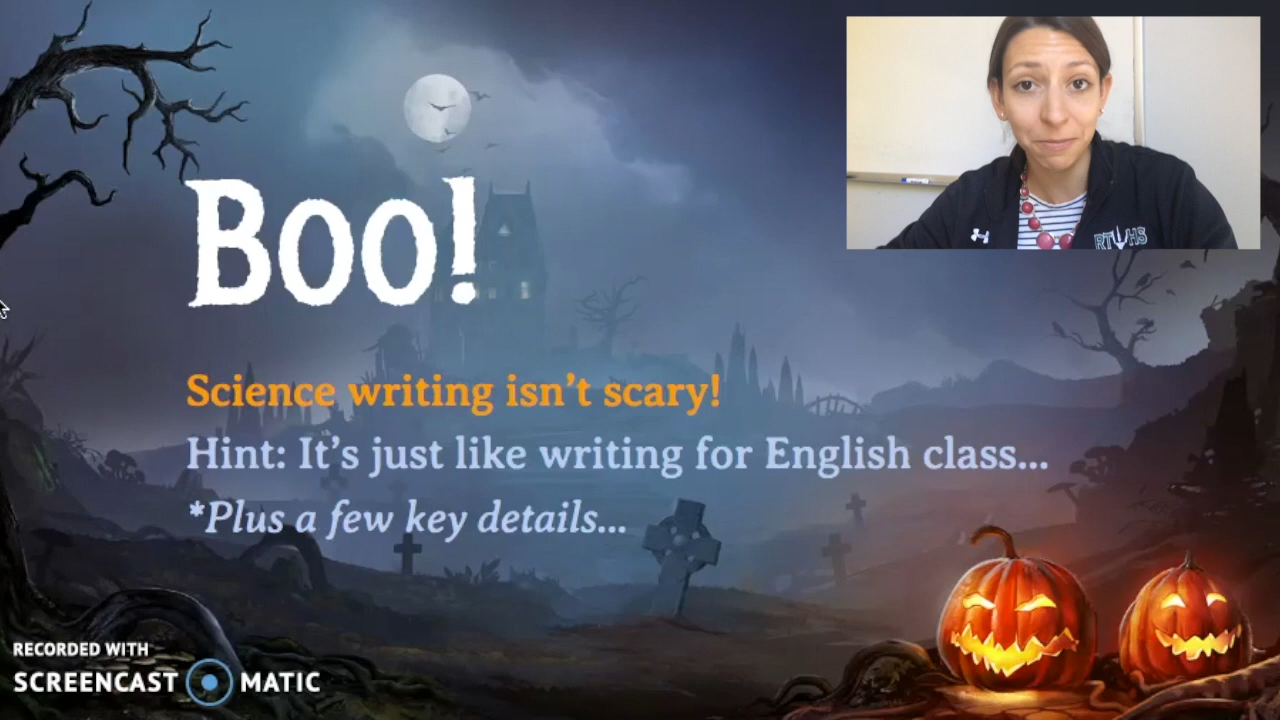 Boo!
RTHS
Science writing isn't scary!
Hint: It's just like writing for English class...
*Plus a few key details...
RECORDED WITH
SCREENCAST MATIC